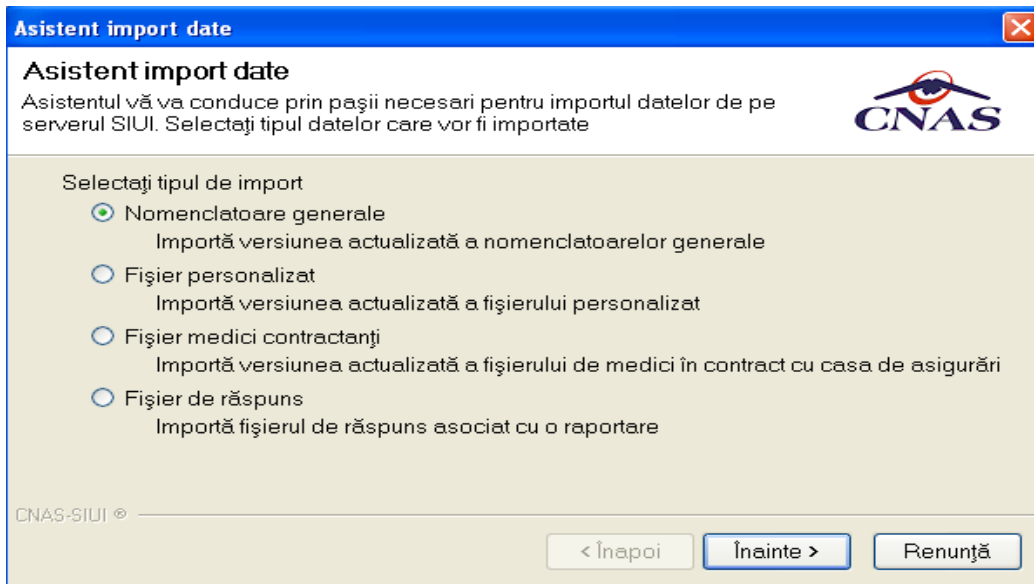 Asistent import date
Asistent import date
Asistentul vă va conduce prin paşii necesari pentru importul datelor de pe
serverul SIUI. Selectaţi tipul datelor care vor fi importate
CNAS
Selectaţi tipul de import
Nomenclatoare generale
Importă versiunea actualizată a nomenclatoarelor generale
Fişier personalizat
Importă versiunea actualizată a fişierului personalizat
Fişier medici contractanţi
Importă versiunea actualizată a fişierului de medici în contract cu casa de asigurări
Fişier de răspuns
Importă fişierul de răspuns asociat cu o raportare
CNAS-SIUI ®
< Înapoi
Înainte >
Renunţă